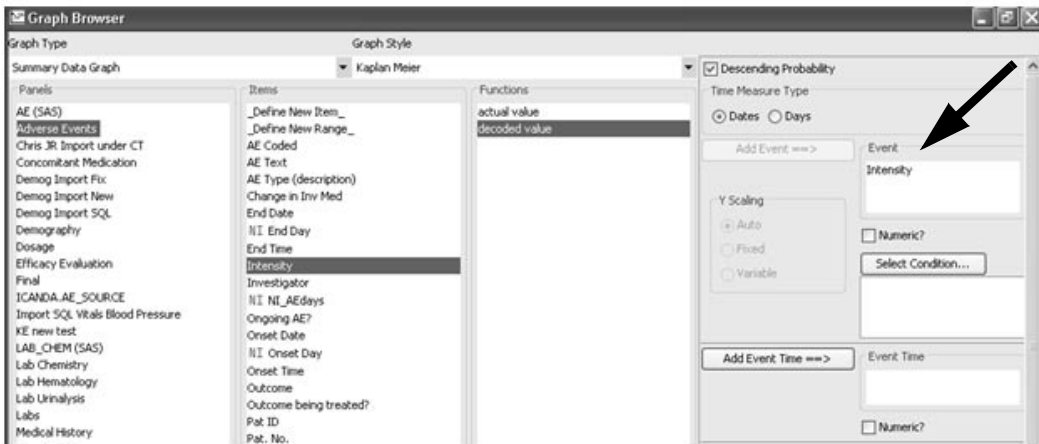 Graph Browser
Graph Type
Graph Style
Summary Data Graph
Kaplan Meier
Panels
AE (SAS)
Adverse Events
Chris JR Import under CT
Concomitant Medication
Demog Import Fix
Demog Import New
Demog Import SQL
Demography
Dosage
Efficacy Evaluation
Final
ICANDA.AE_SOURCE
Import SQL Vitals Blood Pressure
KE new test
LAB_CHEM (SAS)
Lab Chemistry
Lab Hematology
Lab Urinalysis
Labs
Medical History
Items
_Define New Item_
_Define New Range_
AE Coded
AE Text
AE Type (description)
Change in Inv Med
End Date
NI End Day
End Time
Intensity
Investigator
NI NI_AEdays
Ongoing AE?
Onset Date
NI Onset Day
Onset Time
Outcome
Outcome being treated?
Pat ID
Pat. No.
Functions
actual value
decoded value
Descending Probability
Time Measure Type
Dates Days
Add Event ==>
Event
Intensity
Y Scaling
Auto
Fixed
Variable
Numeric?
Select Condition...
Add Event Time ==>
Event Time
Numeric?